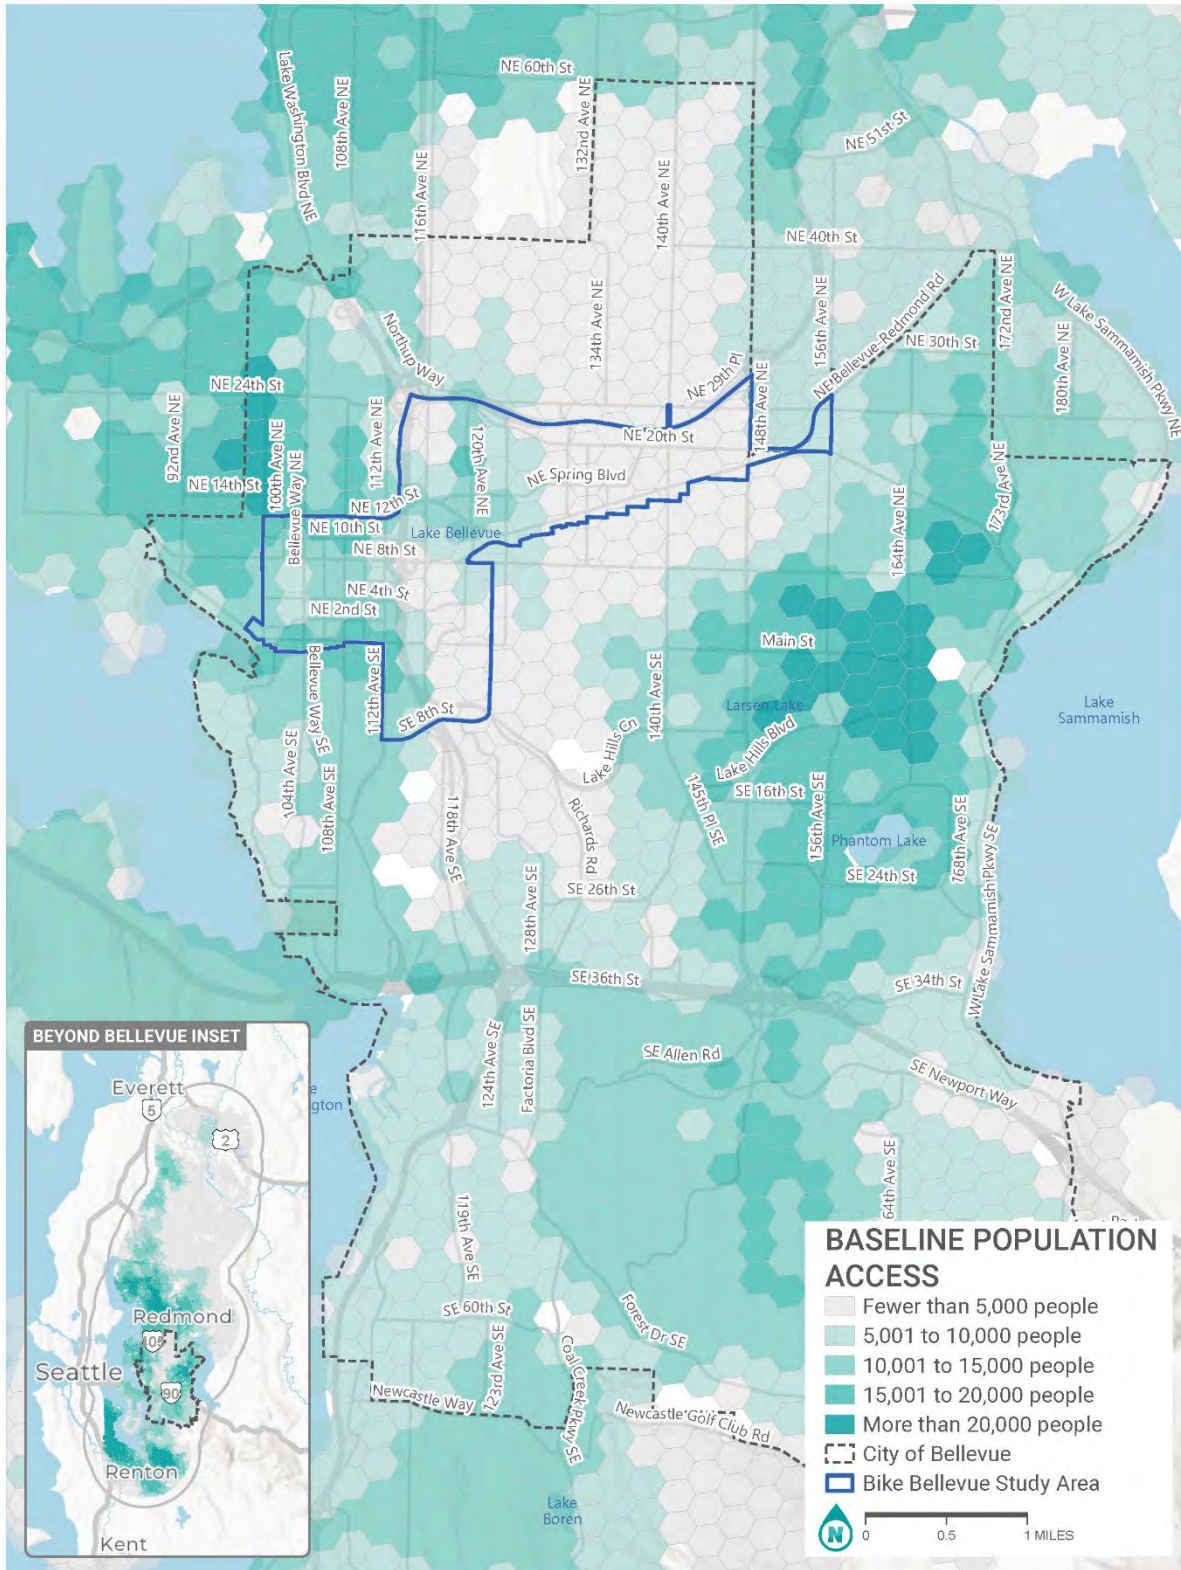 NE 60th St
Lake Washington Blvd NE
108th Ave NE
132nd Ave NE
NE 51st St
116th Ave NE
140th Ave NE
NE 40th St
172nd Ave NE
134th Ave NE
156th Ave NE
NE Bellevue-Redmond Rd
W Lake Sammamish Pkwy NE
Northup Way
NE 30th St
180th Ave NE
NE 24th St
NE 29th Pl
148th Ave NE
92nd Ave NE
100th Ave NE
112th Ave NE
120th Ave NE
NE 20th St
Bellevue Way NE
NE Spring Blvd
173rd Ave NE
NE 14th St
NE 12th St
NE 10th St
Lake Bellevue
164th Ave NE
NE 8th St
NE 4th St
NE 2nd St
Main St
Bellevue Way SE
112th Ave SE
140th Ave SE
Larsen Lake
Lake
Sammamish
SE 8th St
Lake Hills Cn
Lake Hills Blvd
104th Ave SE
108th Ave SE
118th Ave SE
Richards Rd
145th Pl SE
SE 16th St
156th Ave SE
Phantom Lake
168th Ave SE
W Lake Sammamish Pkwy SE
SE 26th St
SE 24th St
128th Ave SE
SE 36th St
SE 34th St
124th Ave SE
Factoria Blvd SE
SE Allen Rd
SE Newport Way
64th Ave SE
119th Ave SE
SE 60th St
Forest Dr SE
123rd Ave SE
Coal Creek Pkwy SE
Newcastle Way
Newcastle Golf Club Rd
Lake
Boren
BEYOND BELLEVUE INSET
e
ngton
Everett
5
2
Redmond
405
Seattle
90
Renton
Kent
BASELINE POPULATION
ACCESS
Fewer than 5,000 people
5,001 to 10,000 people
10,001 to 15,000 people
15,001 to 20,000 people
More than 20,000 people
City of Bellevue
Bike Bellevue Study Area
N
0 0.5 1 MILES